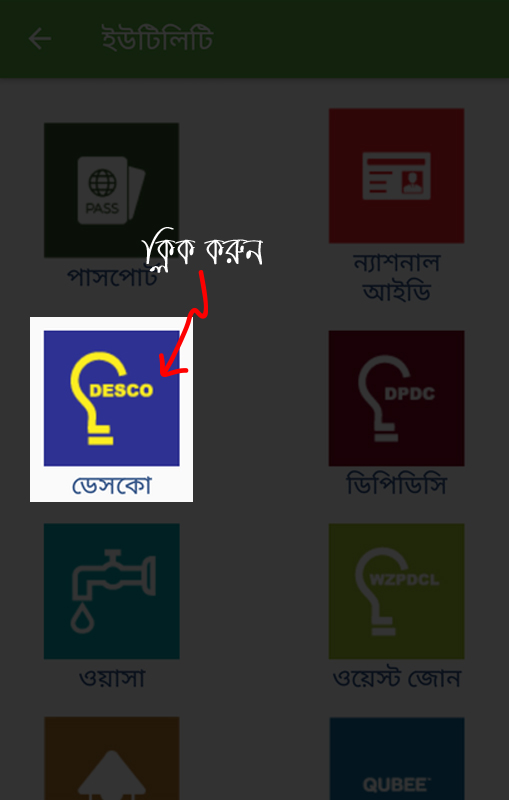 ইউটিলিটি
PASS
পাসপোর্ট
ন্যাশনাল
আইডি
ক্লিক করুন
DESCO
ডেসকো
DPDC
ডিপিডিসি
ওয়াসা
WZPDCL
ওয়েস্ট জোন
QUBEE